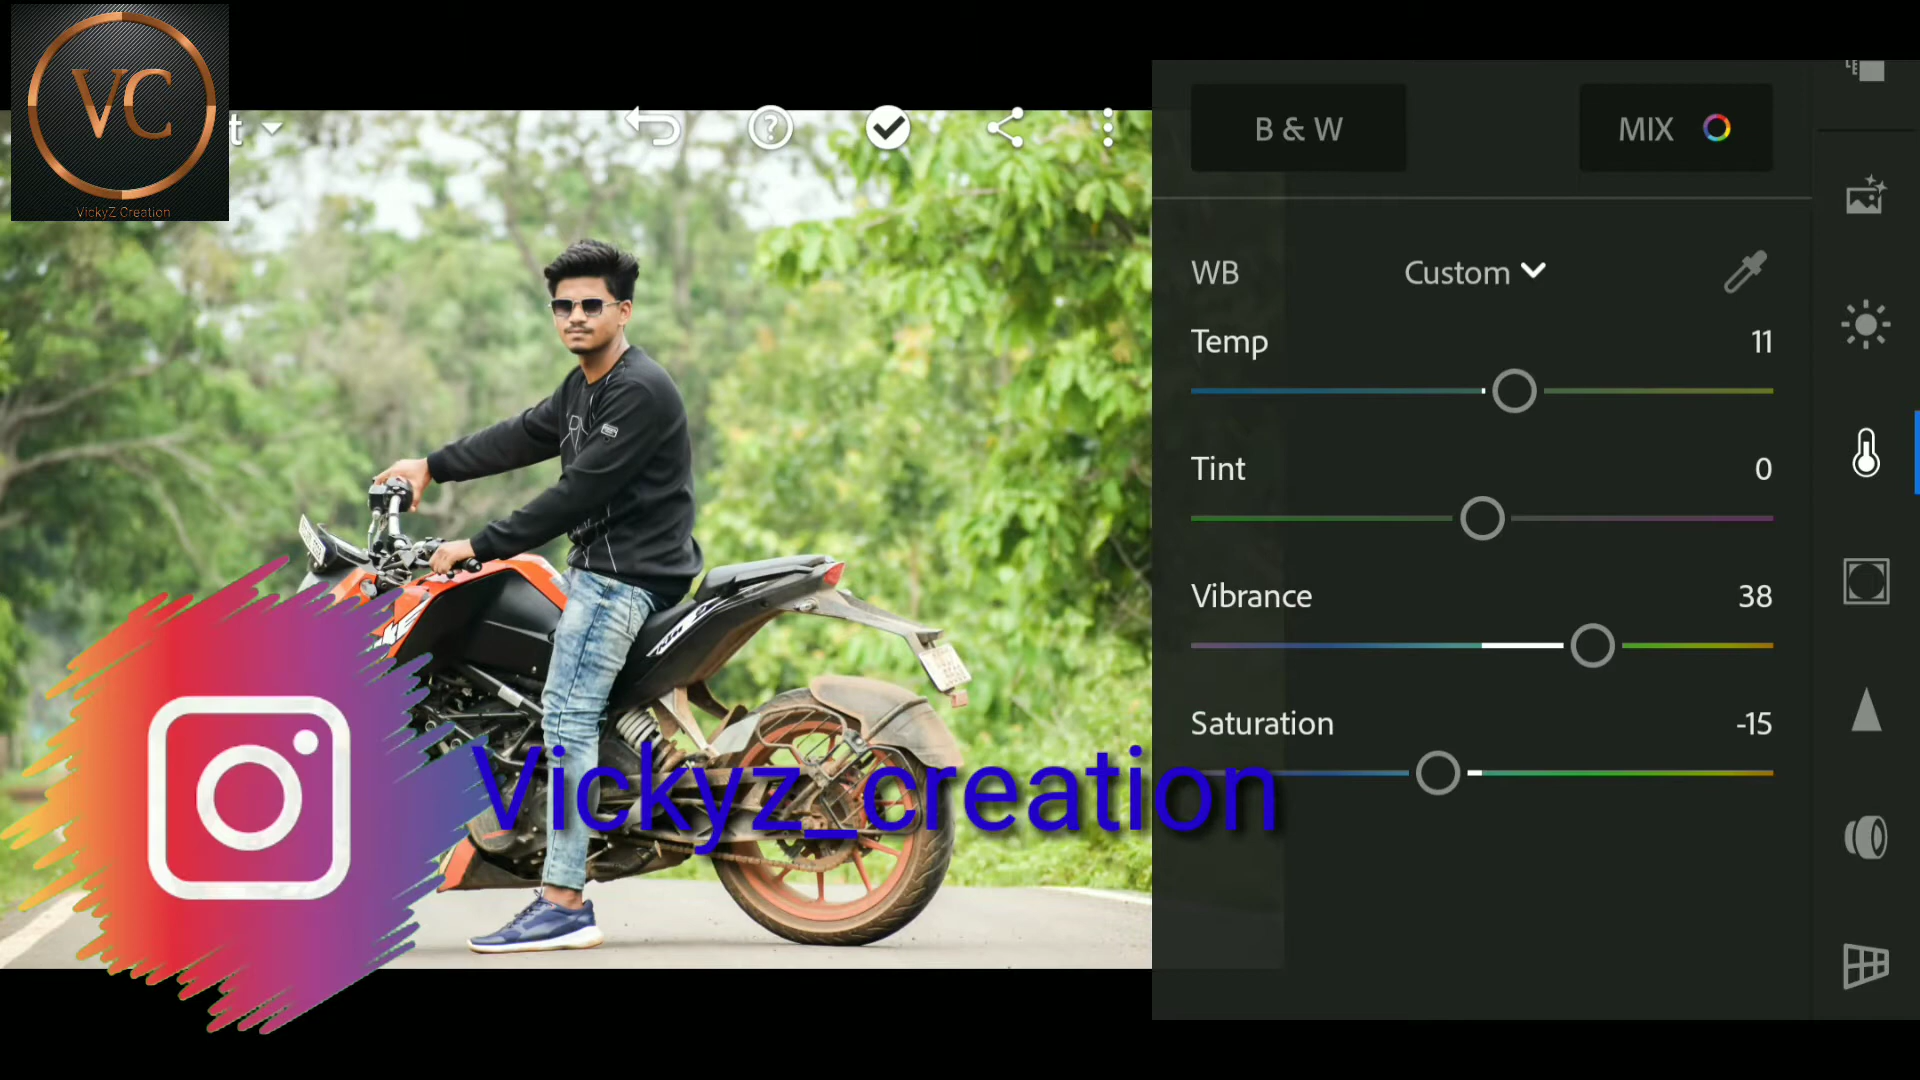 VC
VickyZ Creation
t
B & W
MIX
WB
Custom
Temp
11
Tint
0
Vibrance
38
Saturation
-15
Vickyz_creation